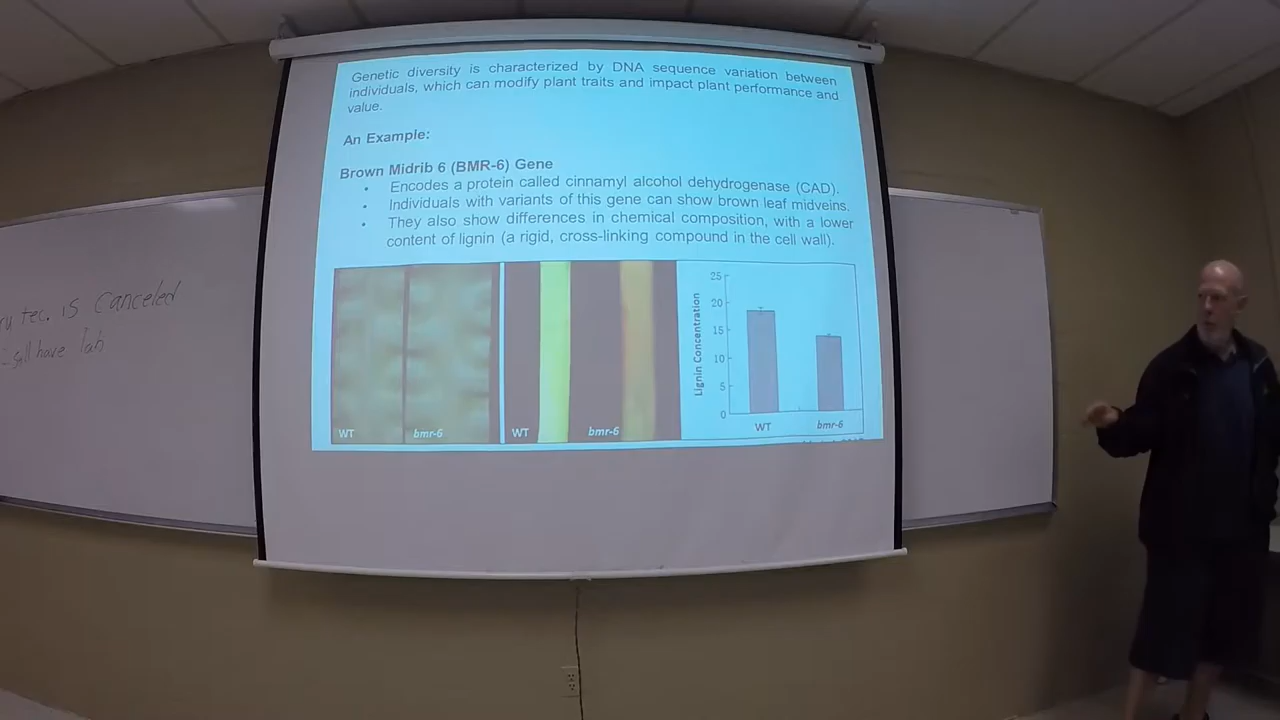 Genetic diversity is characterized by DNA sequence variation between
individuals, which can modify plant traits and impact plant performance and
value.
An Example:
Brown Midrib 6 (BMR-6) Gene
• Encodes a protein called cinnamyl alcohol dehydrogenase (CAD).
• Individuals with variants of this gene can show brown leaf midveins.
• They also show differences in chemical composition, with a lower
content of lignin (a rigid, cross-linking compound in the cell wall).
WT
bmr-6
WT
bmr-6
Lignin Concentration
25
20
15
10
5
0
WT
bmr-6
is canceled
have lab